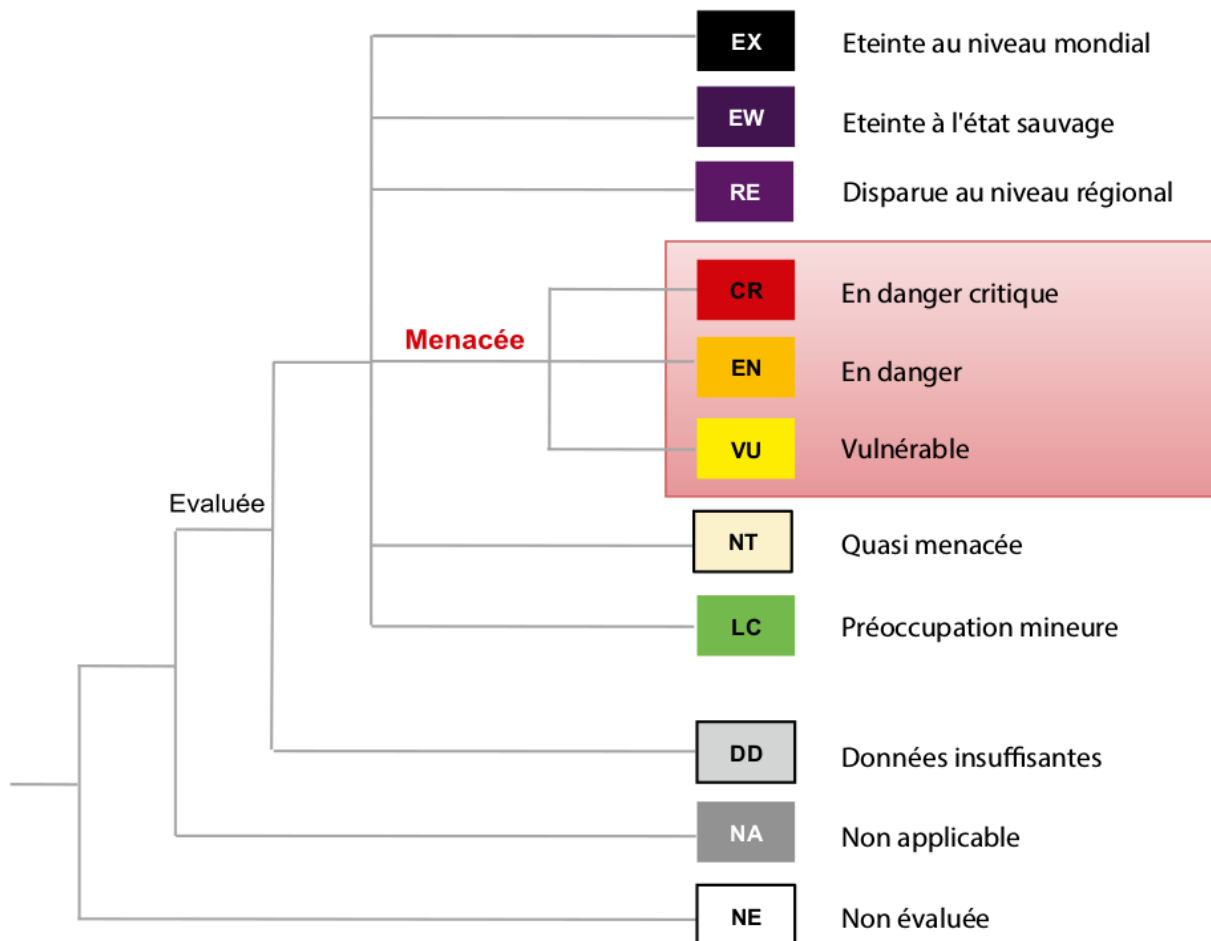 EX Eteinte au niveau mondial
EW Eteinte à l'état sauvage
RE Disparue au niveau régional
CR En danger critique
Menacée
EN En danger
VU Vulnérable
Evaluée
NT Quasi menacée
LC Préoccupation mineure
DD Données insuffisantes
NA Non applicable
NE Non évaluée